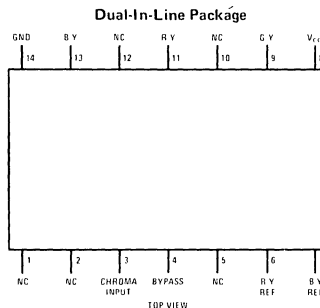 Dual-In-Line Package
GND B Y NC R Y NC G Y
14 13 12 11 10 9
1 2 3 4 5 6
NC NC CHROMA INPUT BYPASS NC R Y REF B Y
TOP VIEW